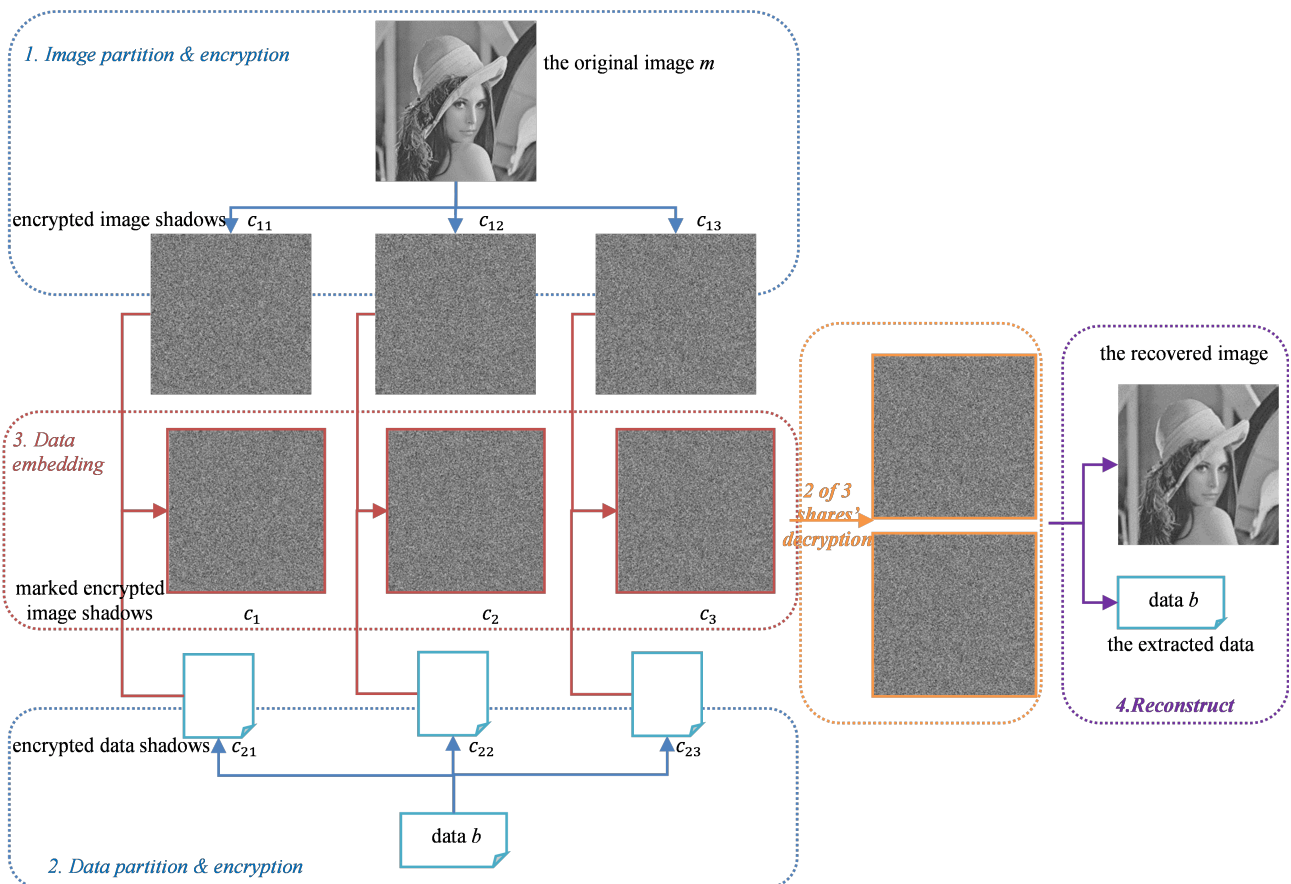 1. Image partition & encryption
the original image m
encrypted image shadows
c₁₁
c₁₂
c₁₃
the recovered image
3. Data
embedding
2 of 3
shares'
decryption
marked encrypted
image shadows
c₁
c₂
c₃
data b
the extracted data
4.Reconstruct
encrypted data shadows
c₂₁
c₂₂
c₂₃
data b
2. Data partition & encryption